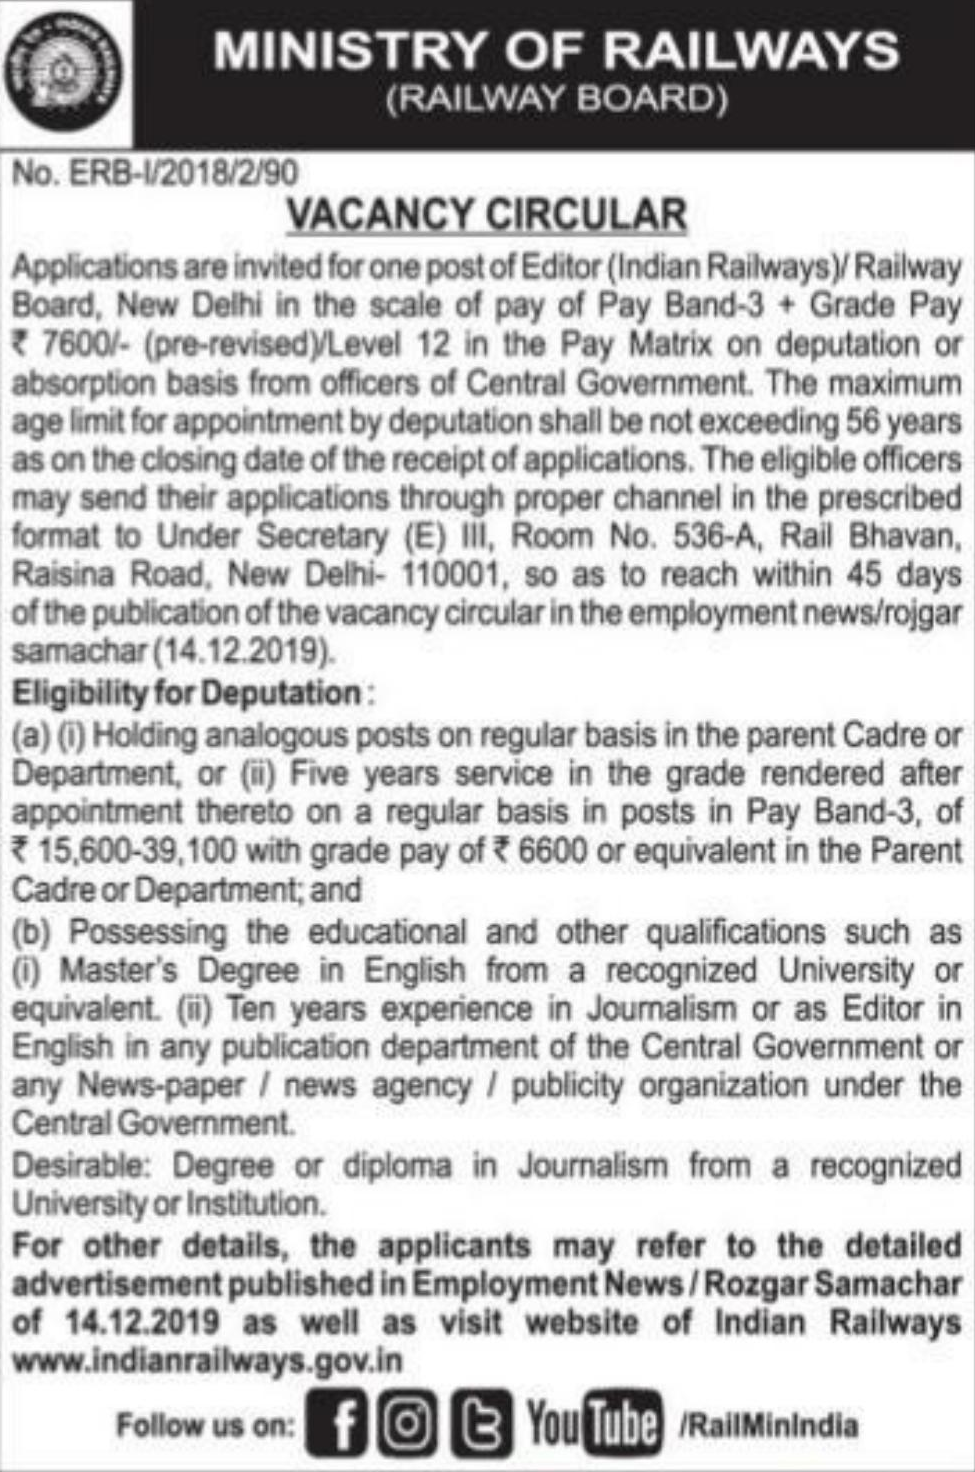 MINISTRY OF RAILWAYS
(RAILWAY BOARD)
No. ERB-I/2018/2/90
VACANCY CIRCULAR
Applications are invited for one post of Editor (Indian Railways)/ Railway
Board, New Delhi in the scale of pay of Pay Band-3 + Grade Pay
₹ 7600/- (pre-revised)/Level 12 in the Pay Matrix on deputation or
absorption basis from officers of Central Government. The maximum
age limit for appointment by deputation shall be not exceeding 56 years
as on the closing date of the receipt of applications. The eligible officers
may send their applications through proper channel in the prescribed
format to Under Secretary (E) III, Room No. 536-A, Rail Bhavan,
Raisina Road, New Delhi- 110001, so as to reach within 45 days
of the publication of the vacancy circular in the employment news/rojgar
samachar (14.12.2019).
Eligibility for Deputation :
(a) (i) Holding analogous posts on regular basis in the parent Cadre or
Department, or (ii) Five years service in the grade rendered after
appointment thereto on a regular basis in posts in Pay Band-3, of
₹ 15,600-39,100 with grade pay of ₹ 6600 or equivalent in the Parent
Cadre or Department; and
(b) Possessing the educational and other qualifications such as
(i) Master's Degree in English from a recognized University or
equivalent. (ii) Ten years experience in Journalism or as Editor in
English in any publication department of the Central Government or
any News-paper / news agency / publicity organization under the
Central Government.
Desirable: Degree or diploma in Journalism from a recognized
University or Institution.
For other details, the applicants may refer to the detailed
advertisement published in Employment News / Rozgar Samachar
of 14.12.2019 as well as visit website of Indian Railways
www.indianrailways.gov.in
Follow us on: f t YouTube /RailMinIndia